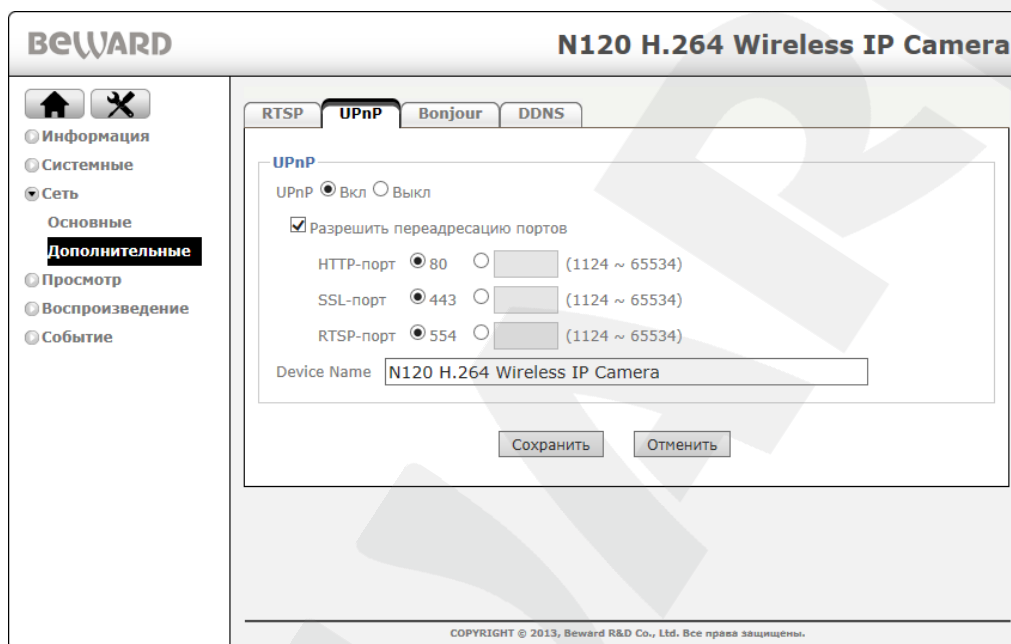 BEWARD
N120 H.264 Wireless IP Camera
Информация
Системные
Сеть
Основные
Дополнительные
Просмотр
Воспроизведение
Событие
RTSP UPnP Bonjour DDNS
UPnP
UPnP Вкл Выкл
Разрешить переадресацию портов
HTTP-порт 80 (1124 ~ 65534)
SSL-порт 443 (1124 ~ 65534)
RTSP-порт 554 (1124 ~ 65534)
Device Name N120 H.264 Wireless IP Camera
Сохранить Отменить
COPYRIGHT © 2013, Beward R&D Co., Ltd. Все права защищены.